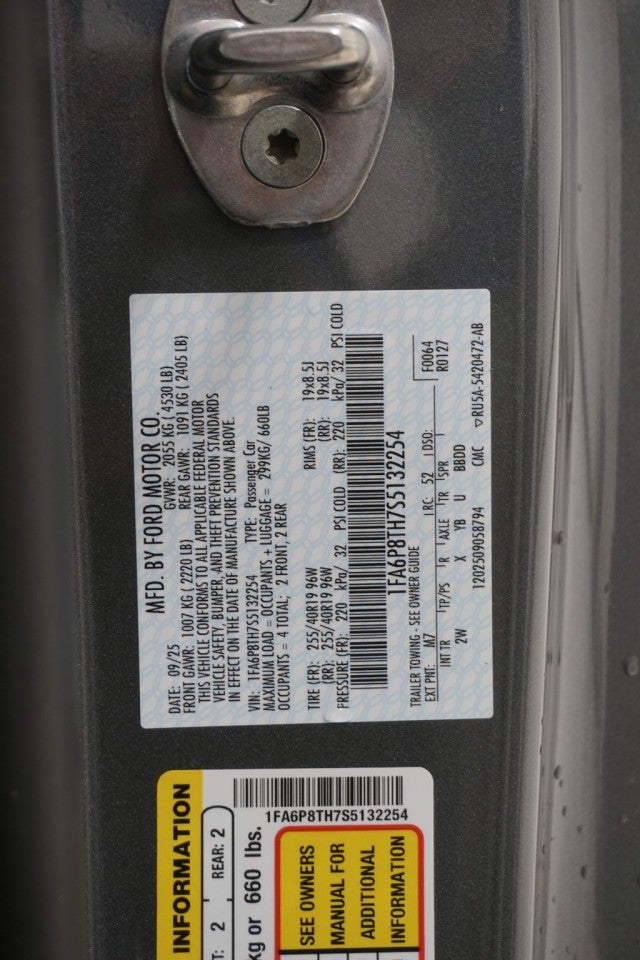 MFD. BY FORD MOTOR CO.
DATE: 09/25 GVWR: 2055 KG ( 4530 LB)
FRONT GAWR: 1007 KG ( 2220 LB) REAR GAWR: 1091 KG ( 2405 LB)
THIS VEHICLE CONFORMS TO ALL APPLICABLE FEDERAL MOTOR
VEHICLE SAFETY, BUMPER, AND THEFT PREVENTION STANDARDS
IN EFFECT ON THE DATE OF MANUFACTURE SHOWN ABOVE.
VIN: 1FA6P8TH7S5132254 TYPE: Passenger Car
MAXIMUM LOAD = OCCUPANTS + LUGGAGE = 299KG/ 660LB
OCCUPANTS = 4 TOTAL; 2 FRONT, 2 REAR
TIRE (FR): 255/40R19 96W RIMS (FR): 19x8.5J
(RR): 255/40R19 96W (RR): 19x8.5J
PRESSURE (FR): 220 kPa/ 32 PSI COLD (RR): 220 kPa/ 32 PSI COLD
1FA6P8TH7S5132254
TRAILER TOWING - SEE OWNER GUIDE F0064
EXT PNT: M7 RC: 52 DSO: R0127
INT TR TP/PS R AXLE TR SPR
2W X YB U BBDD
1202509058794 CMC ▽RU5A-5420472-AB
INFORMATION
T: 2 REAR: 2
kg or 660 lbs.
1FA6P8TH7S5132254
SEE OWNERS
MANUAL FOR
ADDITIONAL
INFORMATION